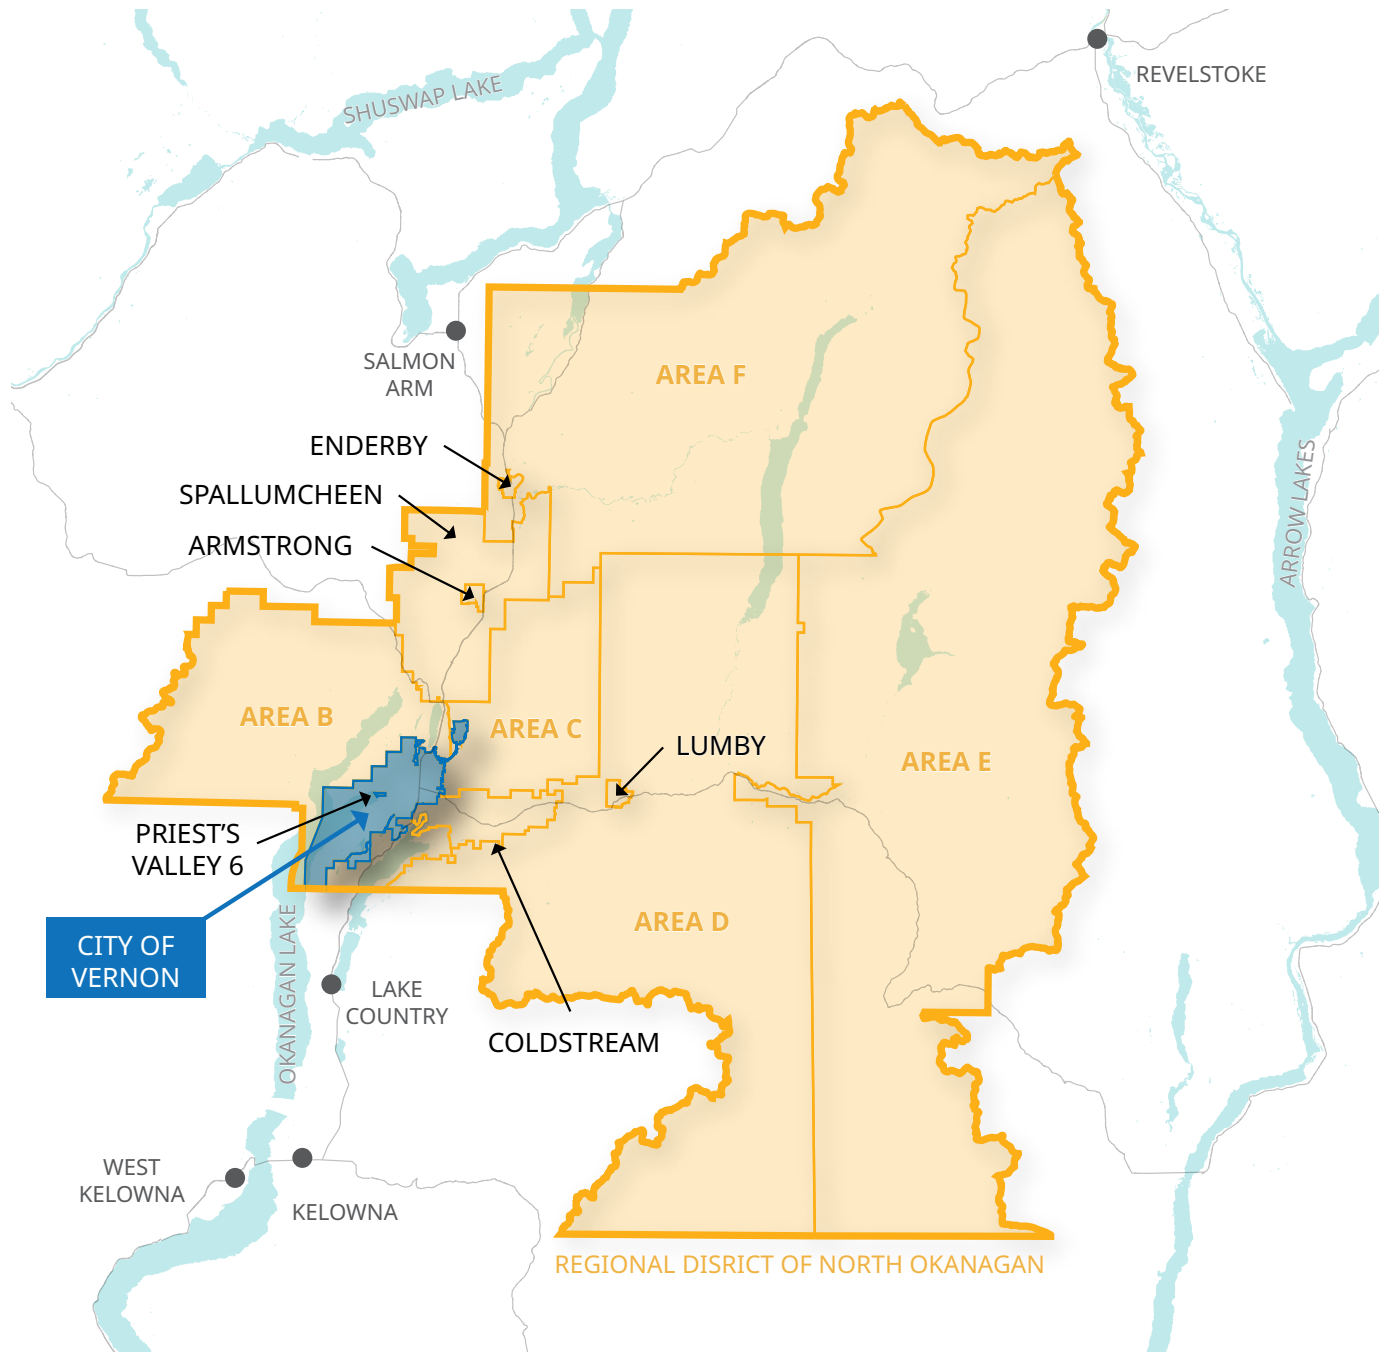 REVELSTOKE
SHUSWAP LAKE
SALMON
ARM
AREA F
ENDERBY
SPALLUMCHEEN
ARMSTRONG
ARROW LAKES
AREA B
AREA C
LUMBY
AREA E
PRIEST'S
VALLEY 6
CITY OF
VERNON
AREA D
OKANAGAN LAKE
LAKE
COUNTRY
COLDSTREAM
WEST
KELOWNA
KELOWNA
REGIONAL DISRICT OF NORTH OKANAGAN